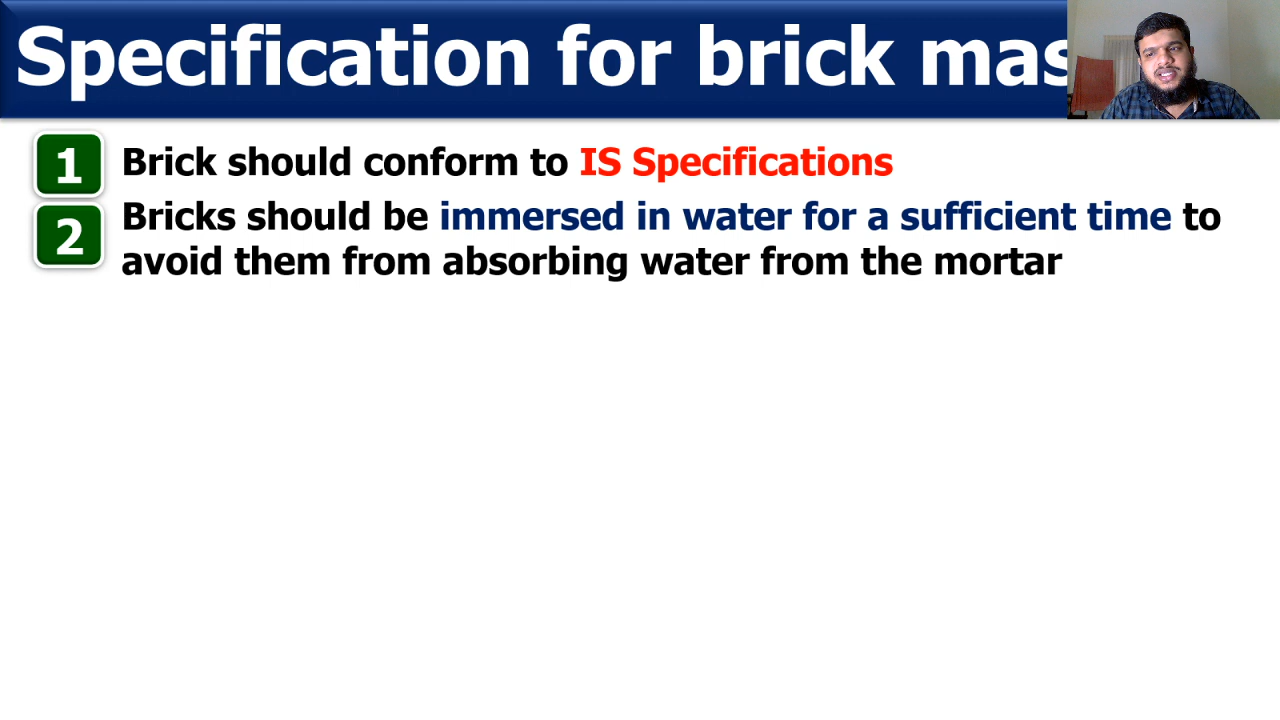 Specification for brick mas
1 Brick should conform to IS Specifications
2 Bricks should be immersed in water for a sufficient time to
avoid them from absorbing water from the mortar